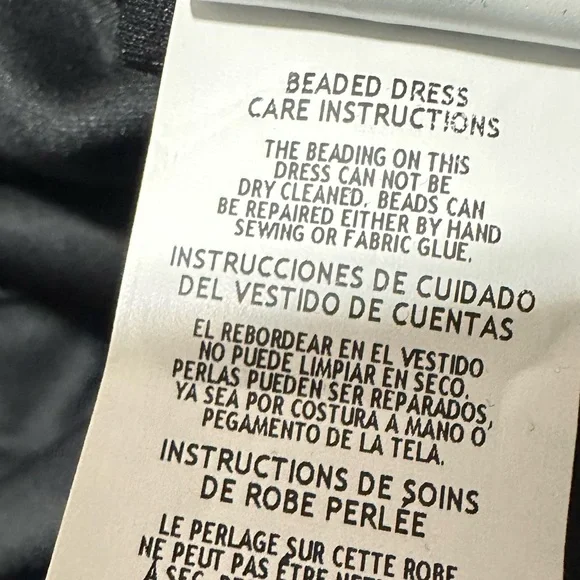 BEADED DRESS
CARE INSTRUCTIONS
THE BEADING ON THIS
DRESS CAN NOT BE
DRY CLEANED, BEADS CAN
BE REPAIRED EITHER BY HAND
SEWING OR FABRIC GLUE.
INSTRUCCIONES DE CUIDADO
DEL VESTIDO DE CUENTAS
EL REBORDEAR EN EL VESTIDO
NO PUEDE LIMPIAR EN SECO.
PERLAS PUEDEN SER REPARADOS,
YA SEA POR COSTURA A MANO O
PEGAMENTO DE LA TELA.
INSTRUCTIONS DE SOINS
DE ROBE PERLÉE
LE PERLAGE SUR CETTE ROBE
NE PEUT PAS ÊTRE
À SEC.